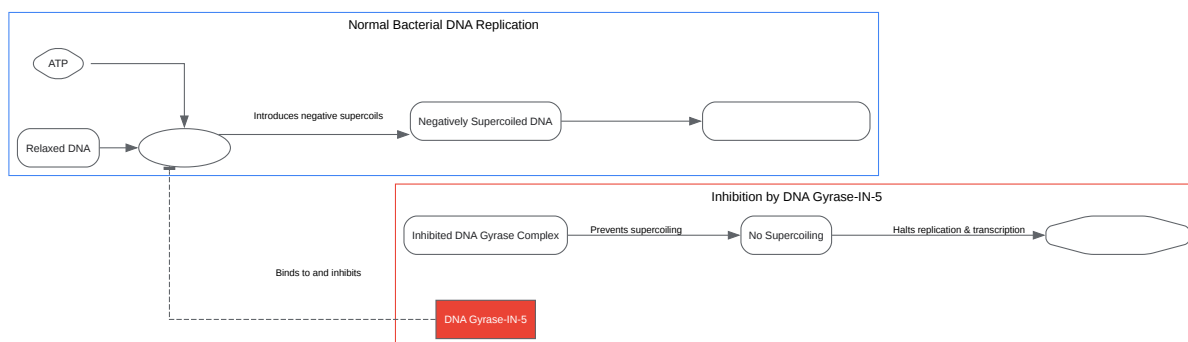 Normal Bacterial DNA Replication
ATP
Introduces negative supercoils
Negatively Supercoiled DNA
Relaxed DNA
Inhibition by DNA Gyrase-IN-5
Inhibited DNA Gyrase Complex
Prevents supercoiling
No Supercoiling
Halts replication & transcription
Binds to and inhibits
DNA Gyrase-IN-5